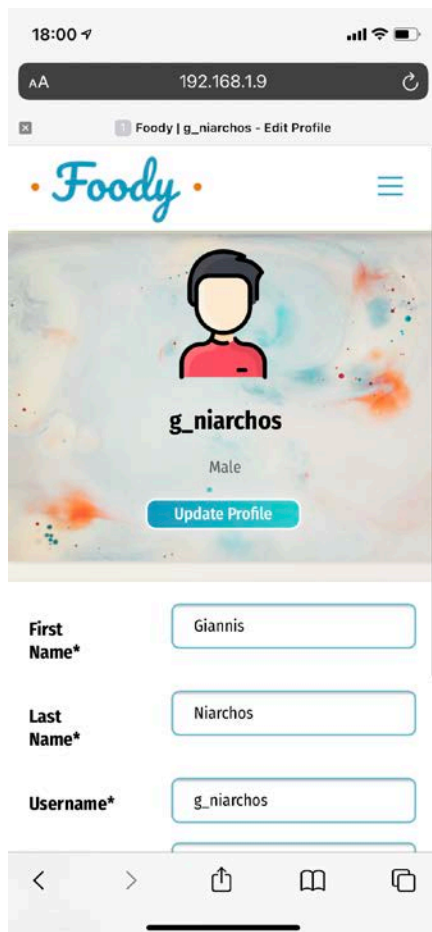 18:00
AA 192.168.1.9
1 Foody | g_niarchos - Edit Profile
Foody
g_niarchos
Male
Update Profile
First
Name*
Giannis
Last
Name*
Niarchos
Username*
g_niarchos